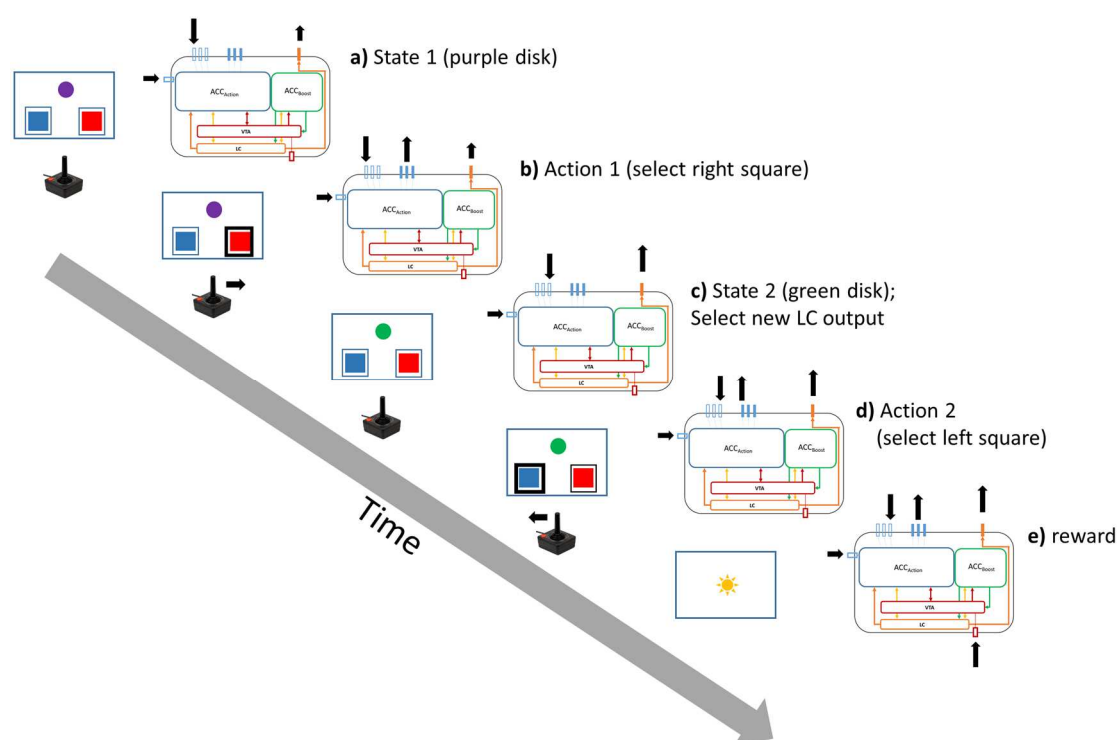 a) State 1 (purple disk)
ACC_Action ACC_Boost
VTA
LC
b) Action 1 (select right square)
ACC_Action ACC_Boost
VTA
LC
c) State 2 (green disk);
Select new LC output
ACC_Action ACC_Boost
VTA
LC
d) Action 2
(select left square)
ACC_Action ACC_Boost
VTA
LC
Time
e) reward
ACC_Action ACC_Boost
VTA
LC